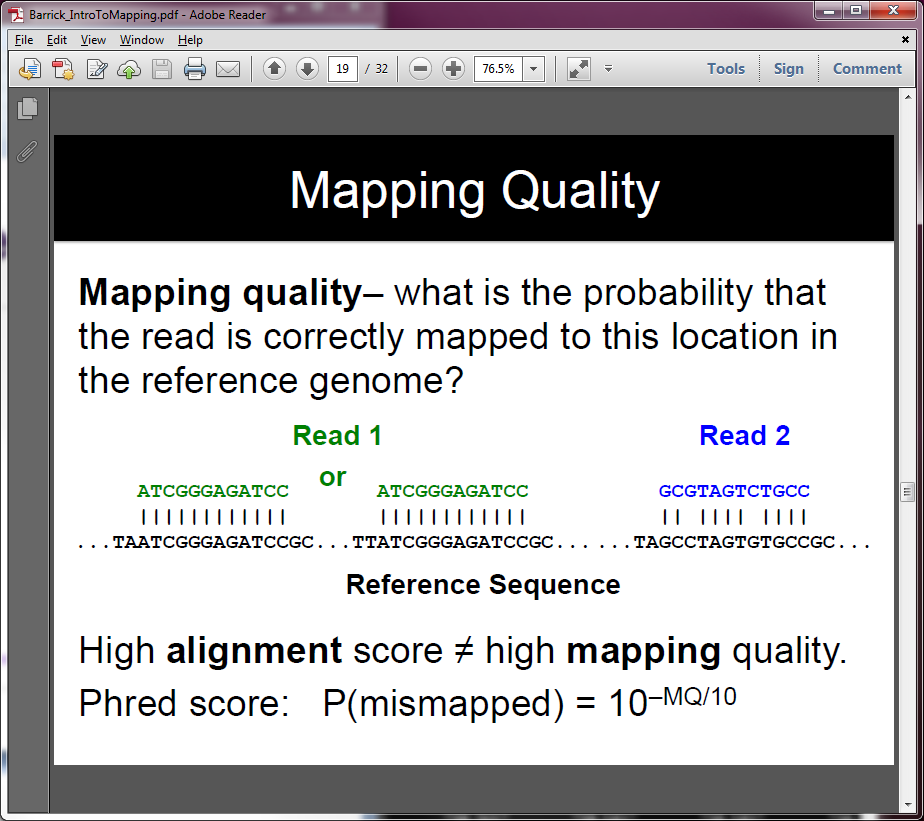 Barrick_IntroToMapping.pdf - Adobe Reader
File Edit View Window Help
19 / 32 76.5% Tools Sign Comment
Mapping Quality
Mapping quality– what is the probability that
the read is correctly mapped to this location in
the reference genome?
Read 1 Read 2
or
ATCGGGAGATCC ATCGGGAGATCC GCGTAGTCTGCC
|||||||||||| |||||||||||| || |||| ||||
...TAATCGGGAGATCCGC...TTATCGGGAGATCCGC... ...TAGCCTAGTGTGCCGC...
Reference Sequence
High alignment score ≠ high mapping quality.
Phred score: P(mismapped) = 10–MQ/10